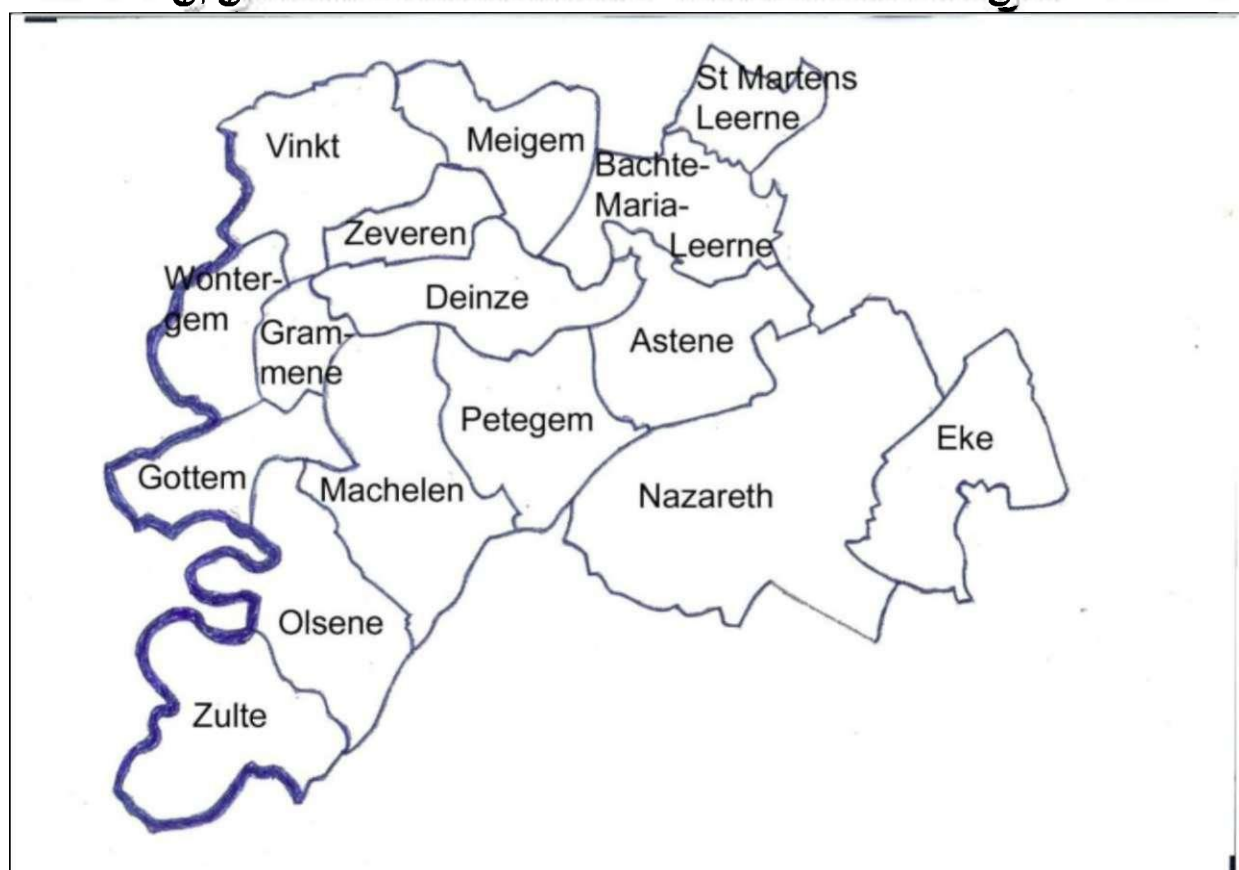 St Martens
Leerne
Vinkt
Meigem
Bachte-
Maria-
Leerne
Zeveren
Wonter-
gem
Deinze
Gram-
mene
Astene
Petegem
Eke
Gottem
Machelen
Nazareth
Olsene
Zulte